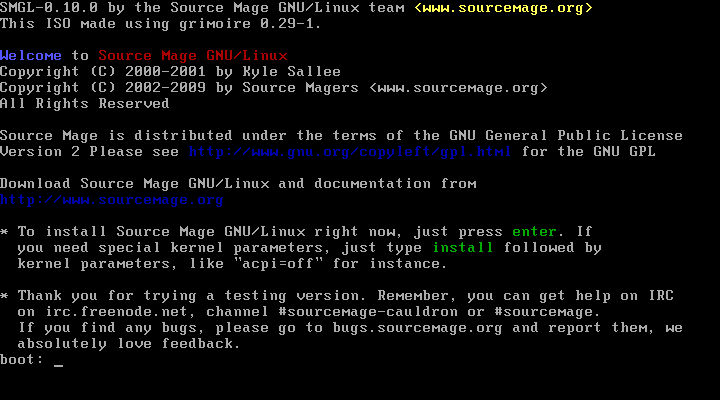 SMGL-0.10.0 by the Source Mage GNU/Linux team <www.sourcemage.org>
This ISO made using grimoire 0.29-1.
Welcome to Source Mage GNU/Linux
Copyright (C) 2000-2001 by Kyle Sallee
Copyright (C) 2002-2009 by Source Magers <www.sourcemage.org>
All Rights Reserved
Source Mage is distributed under the terms of the GNU General Public License
Version 2 Please see http://www.gnu.org/copyleft/gpl.html for the GNU GPL
Download Source Mage GNU/Linux and documentation from
http://www.sourcemage.org
* To install Source Mage GNU/Linux right now, just press enter. If
you need special kernel parameters, just type install followed by
kernel parameters, like "acpi=off" for instance.
* Thank you for trying a testing version. Remember, you can get help on IRC
on irc.freenode.net, channel #sourcemage-cauldron or #sourcemage.
If you find any bugs, please go to bugs.sourcemage.org and report them, we
absolutely love feedback.
boot: _